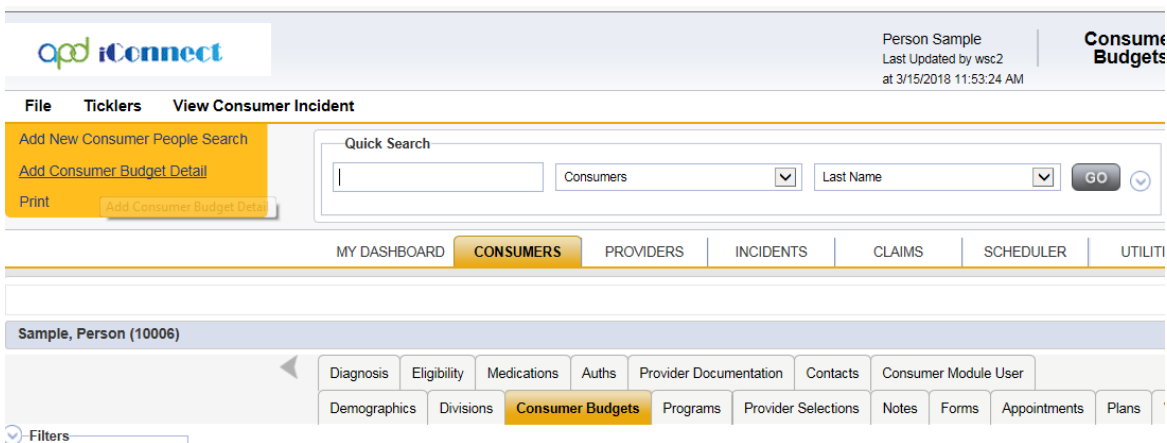 apd iConnect
Person Sample
Last Updated by wsc2
at 3/15/2018 11:53:24 AM
Consume
Budgets
File Ticklers View Consumer Incident
Add New Consumer People Search
Add Consumer Budget Detail
Print
Add Consumer Budget Detail
Quick Search
Consumers
Last Name
GO
MY DASHBOARD CONSUMERS PROVIDERS INCIDENTS CLAIMS SCHEDULER UTILITI
Sample, Person (10006)
Diagnosis Eligibility Medications Auths Provider Documentation Contacts Consumer Module User
Demographics Divisions Consumer Budgets Programs Provider Selections Notes Forms Appointments Plans
Filters